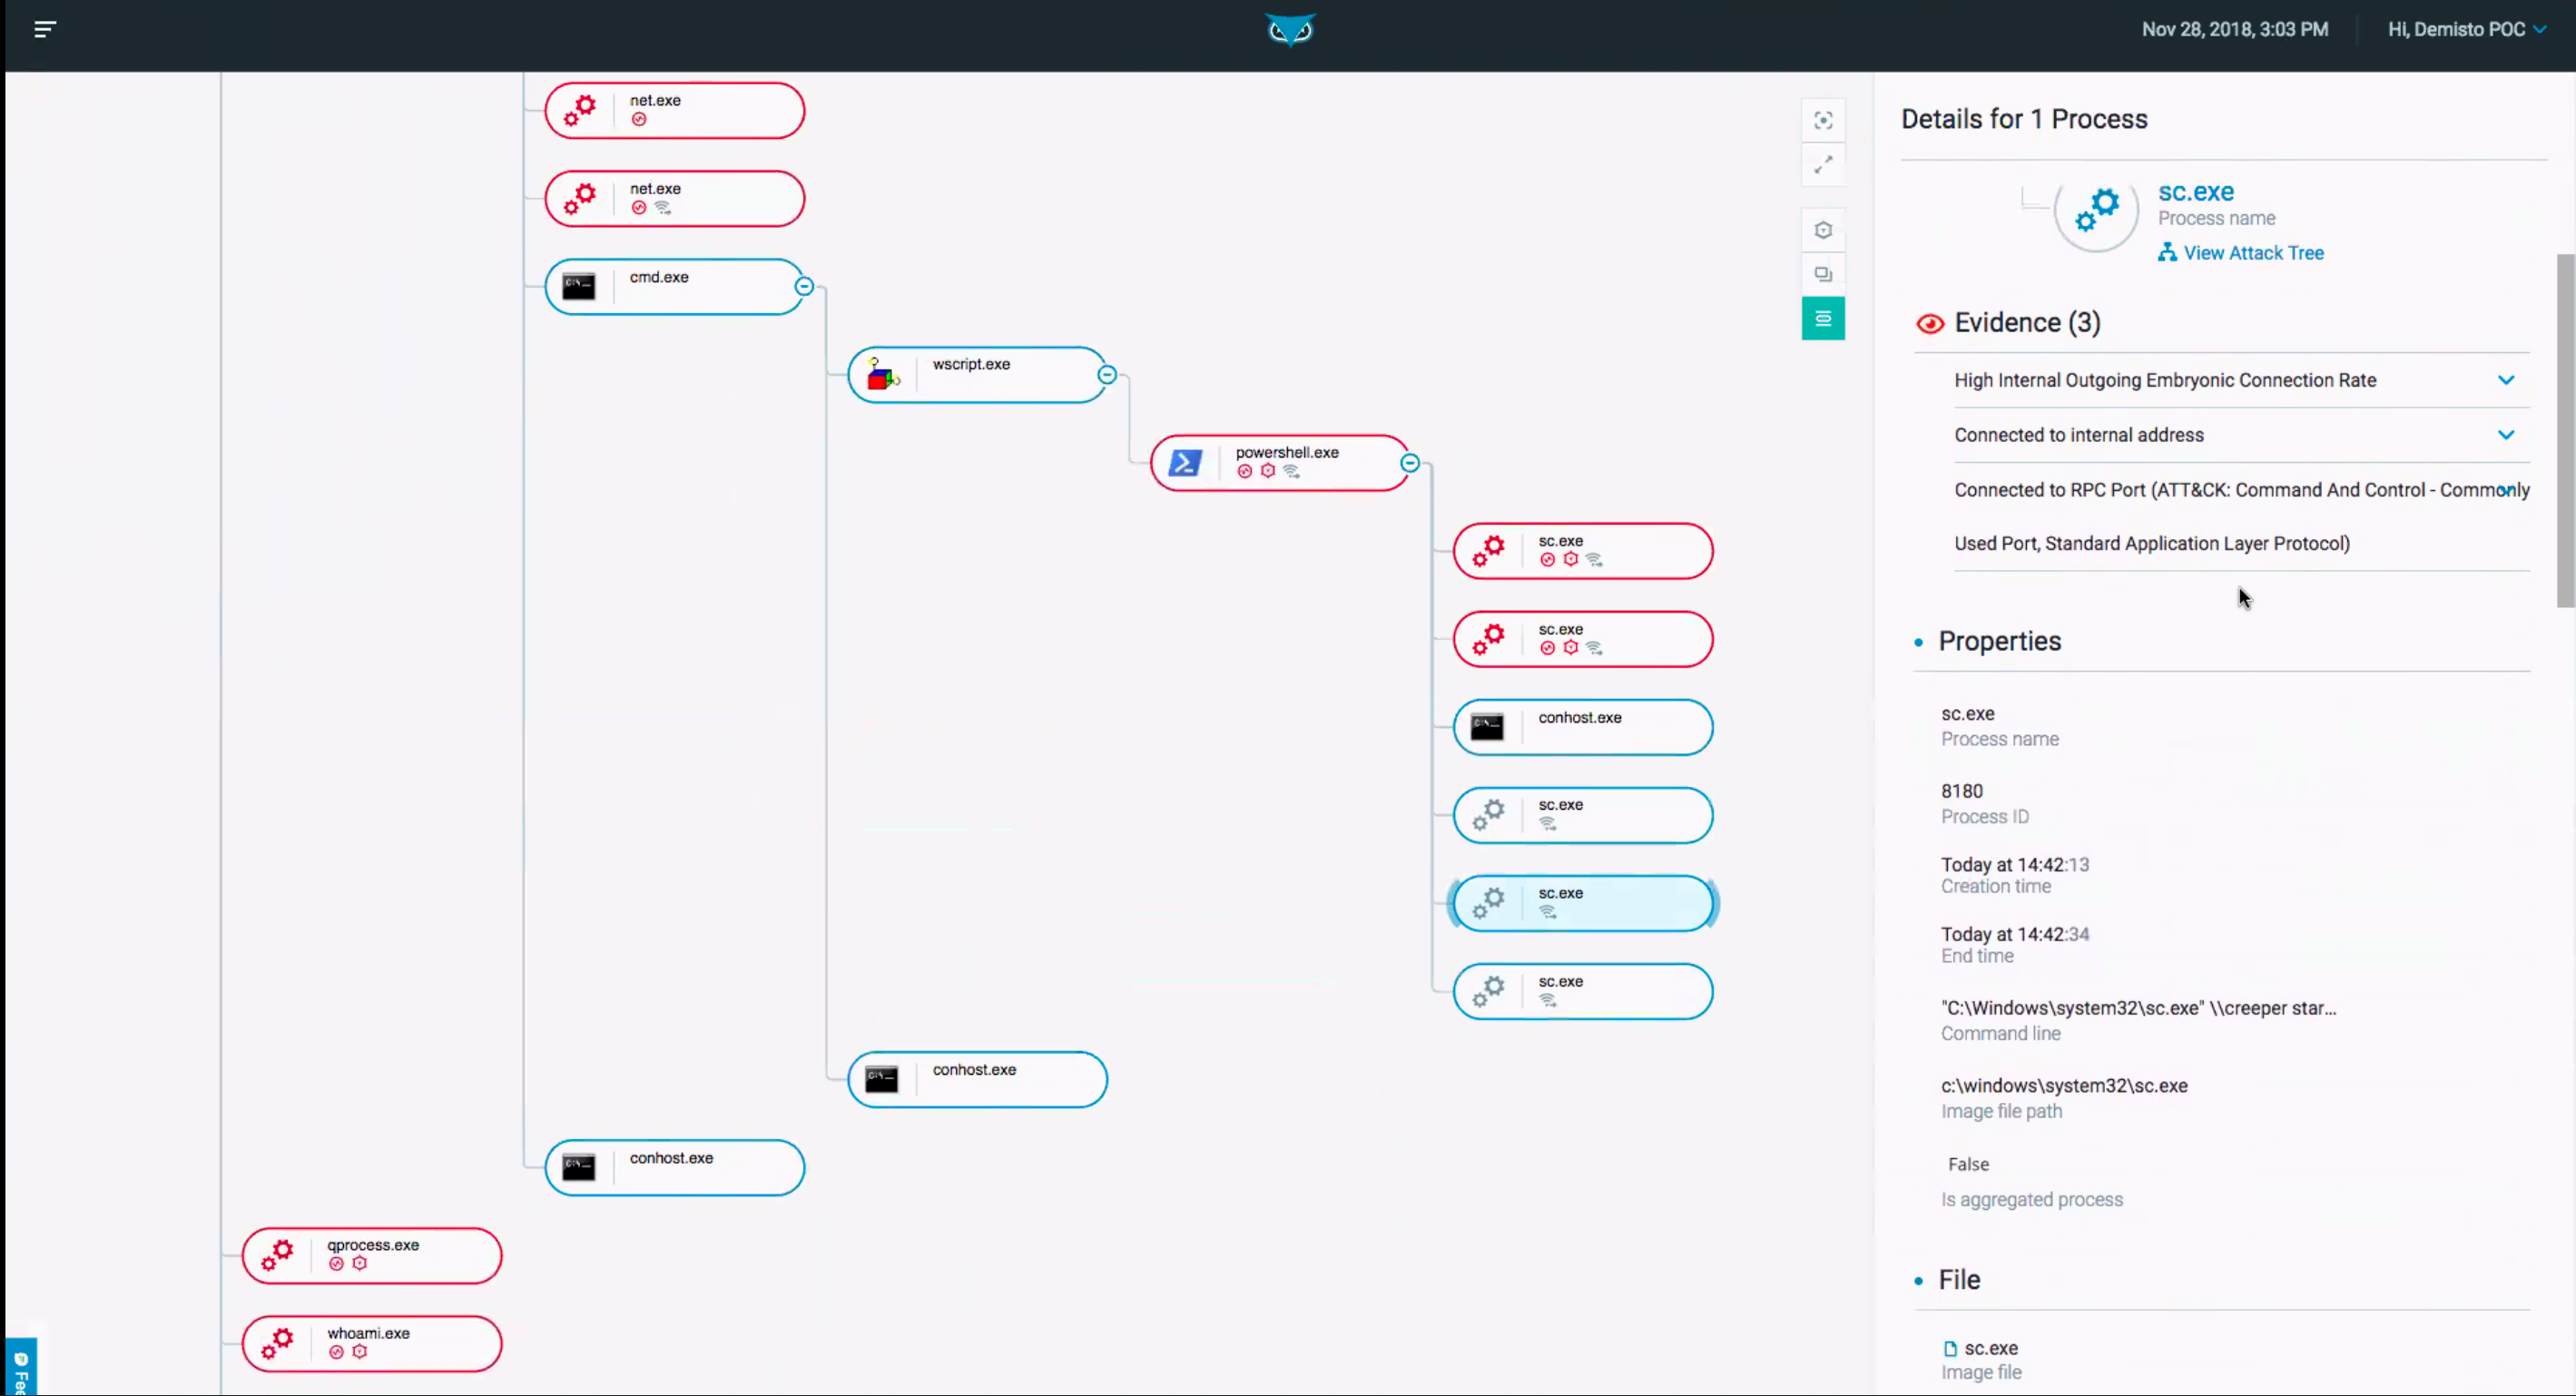 Nov 28, 2018, 3:03 PM
Hi, Demisto POC
net.exe
net.exe
cmd.exe
wscript.exe
powershell.exe
sc.exe
sc.exe
conhost.exe
sc.exe
sc.exe
sc.exe
conhost.exe
conhost.exe
qprocess.exe
whoami.exe
Fee
Details for 1 Process
sc.exe
Process name
View Attack Tree
Evidence (3)
High Internal Outgoing Embryonic Connection Rate
Connected to internal address
Connected to RPC Port (ATT&CK: Command And Control - Commonly
Used Port, Standard Application Layer Protocol)
Properties
sc.exe
Process name
8180
Process ID
Today at 14:42:13
Creation time
Today at 14:42:34
End time
"C:\Windows\system32\sc.exe" \\creeper star...
Command line
c:\windows\system32\sc.exe
Image file path
False
Is aggregated process
File
sc.exe
Image file